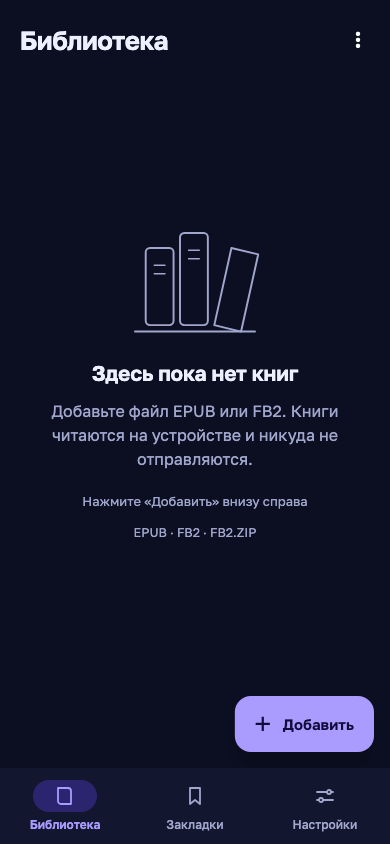 Библиотека
Здесь пока нет книг
Добавьте файл EPUB или FB2. Книги
читаются на устройстве и никуда не
отправляются.
Нажмите «Добавить» внизу справа
EPUB · FB2 · FB2.ZIP
Добавить
Библиотека
Закладки
Настройки